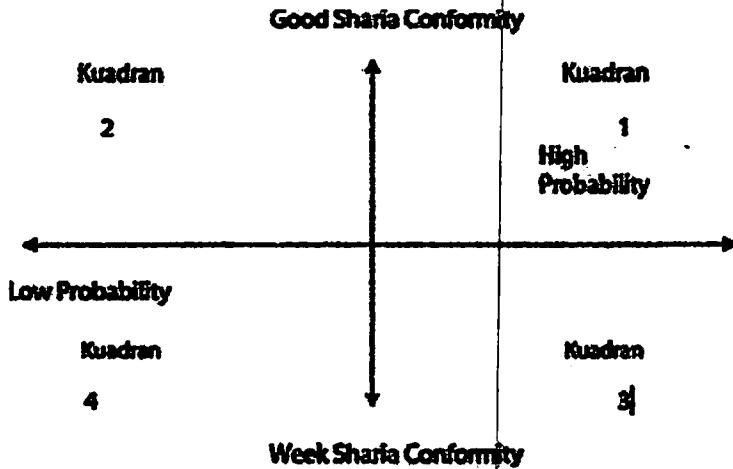 Good Sharia Conformity
Kuadran
Kuadran
2
1
High
Probability
Low Probability
Kuadran
Kuadran
4
3
Week Sharia Conformity